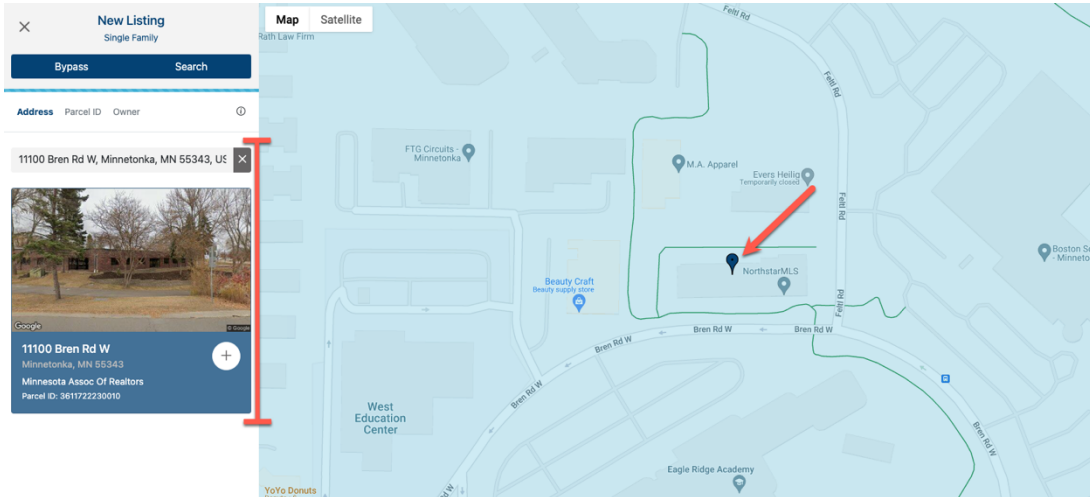 New Listing
Single Family
Bypass
Search
Address
Parcel ID
Owner
11100 Bren Rd W, Minnetonka, MN 55343, US
Google
© Google
11100 Bren Rd W
Minnetonka, MN 55343
Minnesota Assoc Of Realtors
Parcel ID: 3611722230010
Map
Satellite
Rath Law Firm
Feltl Rd
Feltl Rd
FTG Circuits -
Minnetonka
M.A. Apparel
Evers Heilig
Temporarily closed
Feltl Rd
Boston Sc
- Minneto
NorthstarMLS
Beauty Craft
Beauty supply store
Feltl Rd
Bren Rd W
Bren Rd W
Bren Rd W
Bren Rd W
Bren Rd W
West
Education
Center
Eagle Ridge Academy
YoYo Donuts